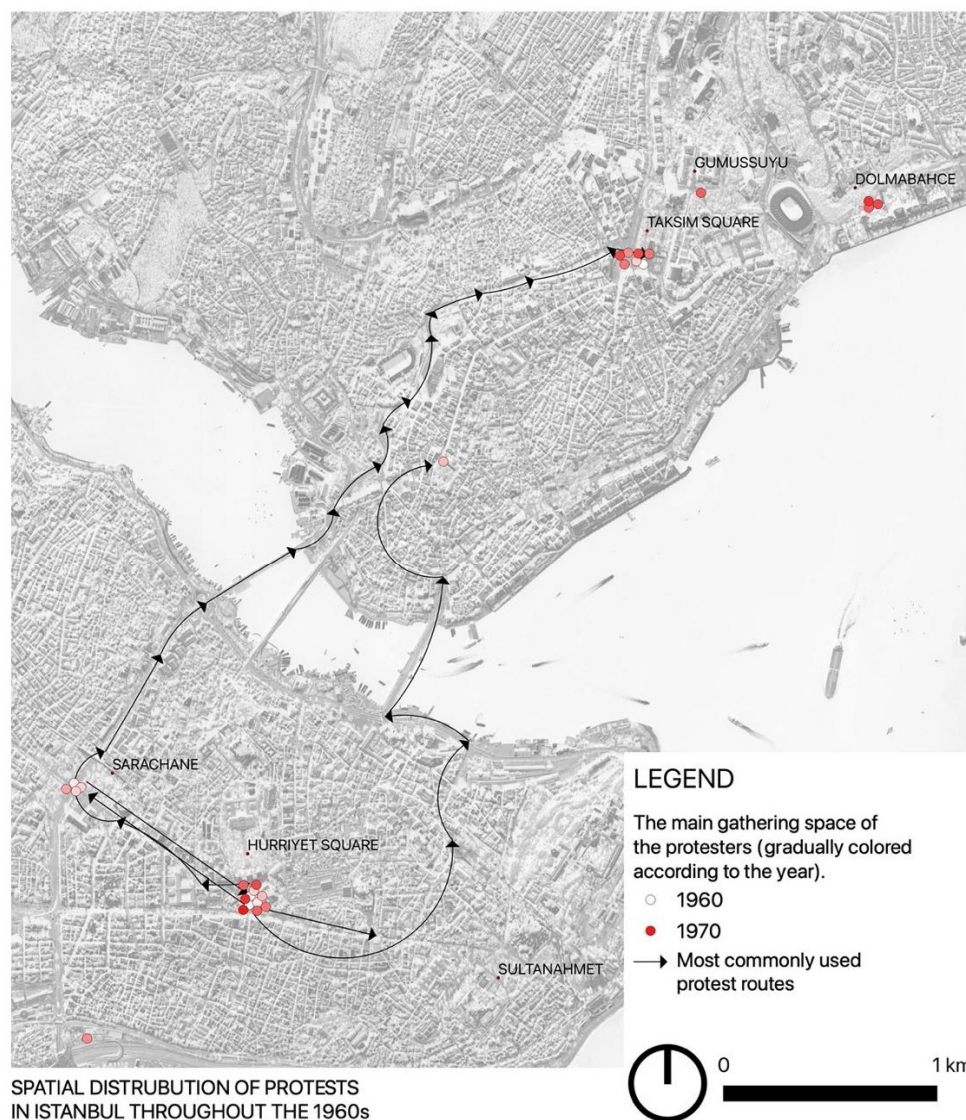 GUMUSSUYU
DOLMABAHCE
TAKSIM SQUARE
SARACHANE
HURRIYET SQUARE
SULTANAHMET
LEGEND
The main gathering space of
the protesters (gradually colored
according to the year).
1960
1970
Most commonly used
protest routes
0
1 km
SPATIAL DISTRUBUTION OF PROTESTS
IN ISTANBUL THROUGHOUT THE 1960s